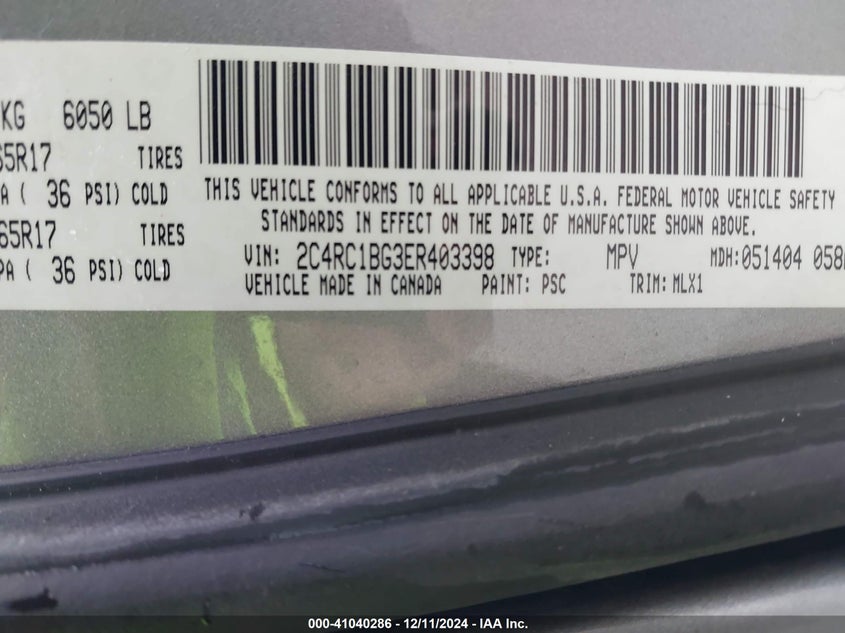 KG 6050 LB
65R17 TIRES
PA ( 36 PSI) COLD
65R17 TIRES
PA ( 36 PSI) COLD
THIS VEHICLE CONFORMS TO ALL APPLICABLE U.S.A. FEDERAL MOTOR VEHICLE SAFETY
STANDARDS IN EFFECT ON THE DATE OF MANUFACTURE SHOWN ABOVE.
VIN: 2C4RC1BG3ER403398 TYPE: MPV MDH: 051404 058
VEHICLE MADE IN CANADA PAINT: PSC TRIM: MLX1
000-41040286 - 12/11/2024 - IAA Inc.